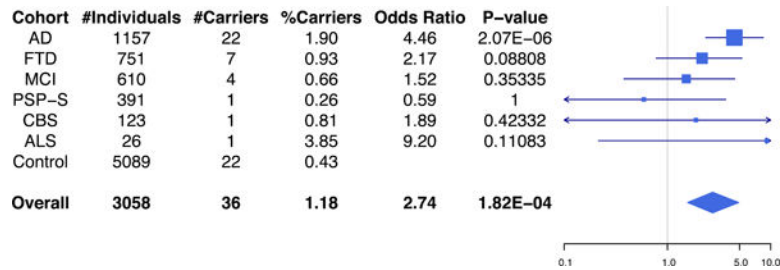 Cohort #Individuals #Carriers %Carriers Odds Ratio P-value
AD 1157 22 1.90 4.46 2.07E−06
FTD 751 7 0.93 2.17 0.08808
MCI 610 4 0.66 1.52 0.35335
PSP−S 391 1 0.26 0.59 1
CBS 123 1 0.81 1.89 0.42332
ALS 26 1 3.85 9.20 0.11083
Control 5089 22 0.43
Overall 3058 36 1.18 2.74 1.82E−04
0.1 1.0 5.0 10.0